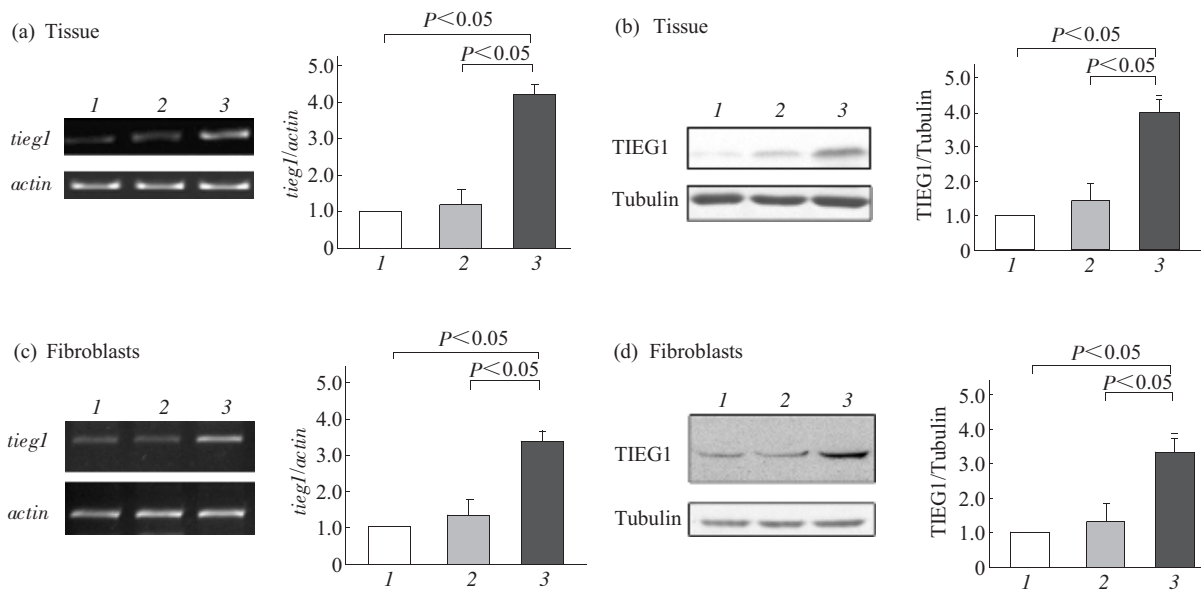 (a) Tissue
1 2 3
tieg1
actin
P<0.05
P<0.05
5.0
4.0
3.0
2.0
1.0
0
tieg1/actin
1 2 3
(b) Tissue
1 2 3
TIEG1
Tubulin
P<0.05
P<0.05
5.0
4.0
3.0
2.0
1.0
0
TIEG1/Tubulin
1 2 3
(c) Fibroblasts
1 2 3
tieg1
actin
P<0.05
P<0.05
5.0
4.0
3.0
2.0
1.0
0
tieg1/actin
1 2 3
(d) Fibroblasts
1 2 3
TIEG1
Tubulin
P<0.05
P<0.05
5.0
4.0
3.0
2.0
1.0
0
TIEG1/Tubulin
1 2 3